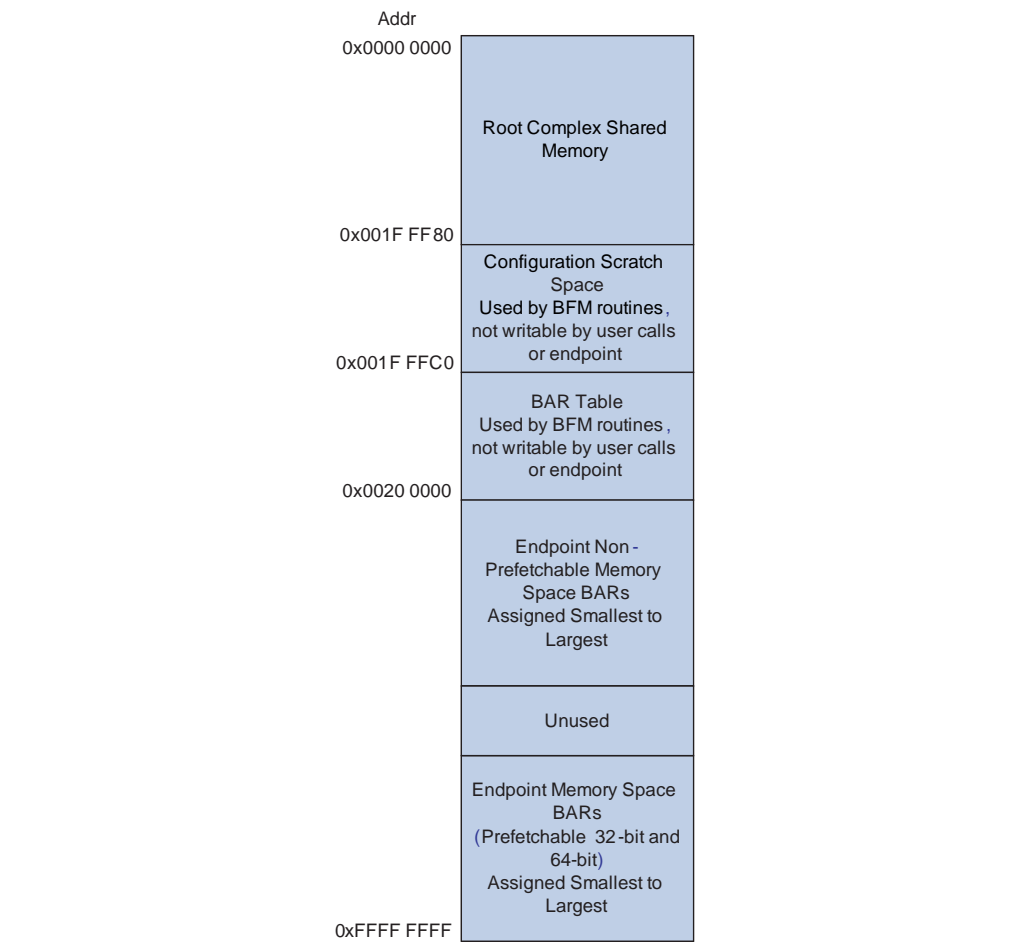 Addr
0x0000 0000
Root Complex Shared
Memory
0x001F FF80
Configuration Scratch
Space
Used by BFM routines,
not writable by user calls
or endpoint
0x001F FFC0
BAR Table
Used by BFM routines,
not writable by user calls
or endpoint
0x0020 0000
Endpoint Non-
Prefetchable Memory
Space BARs
Assigned Smallest to
Largest
Unused
Endpoint Memory Space
BARs
(Prefetchable 32-bit and
64-bit)
Assigned Smallest to
Largest
0xFFFF FFFF